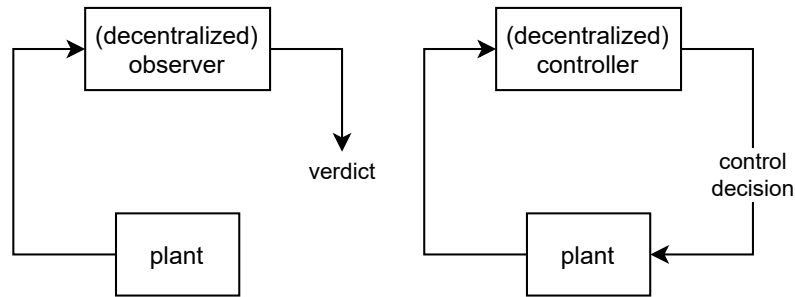 (decentralized)
observer
verdict
plant
(decentralized)
controller
control
decision
plant